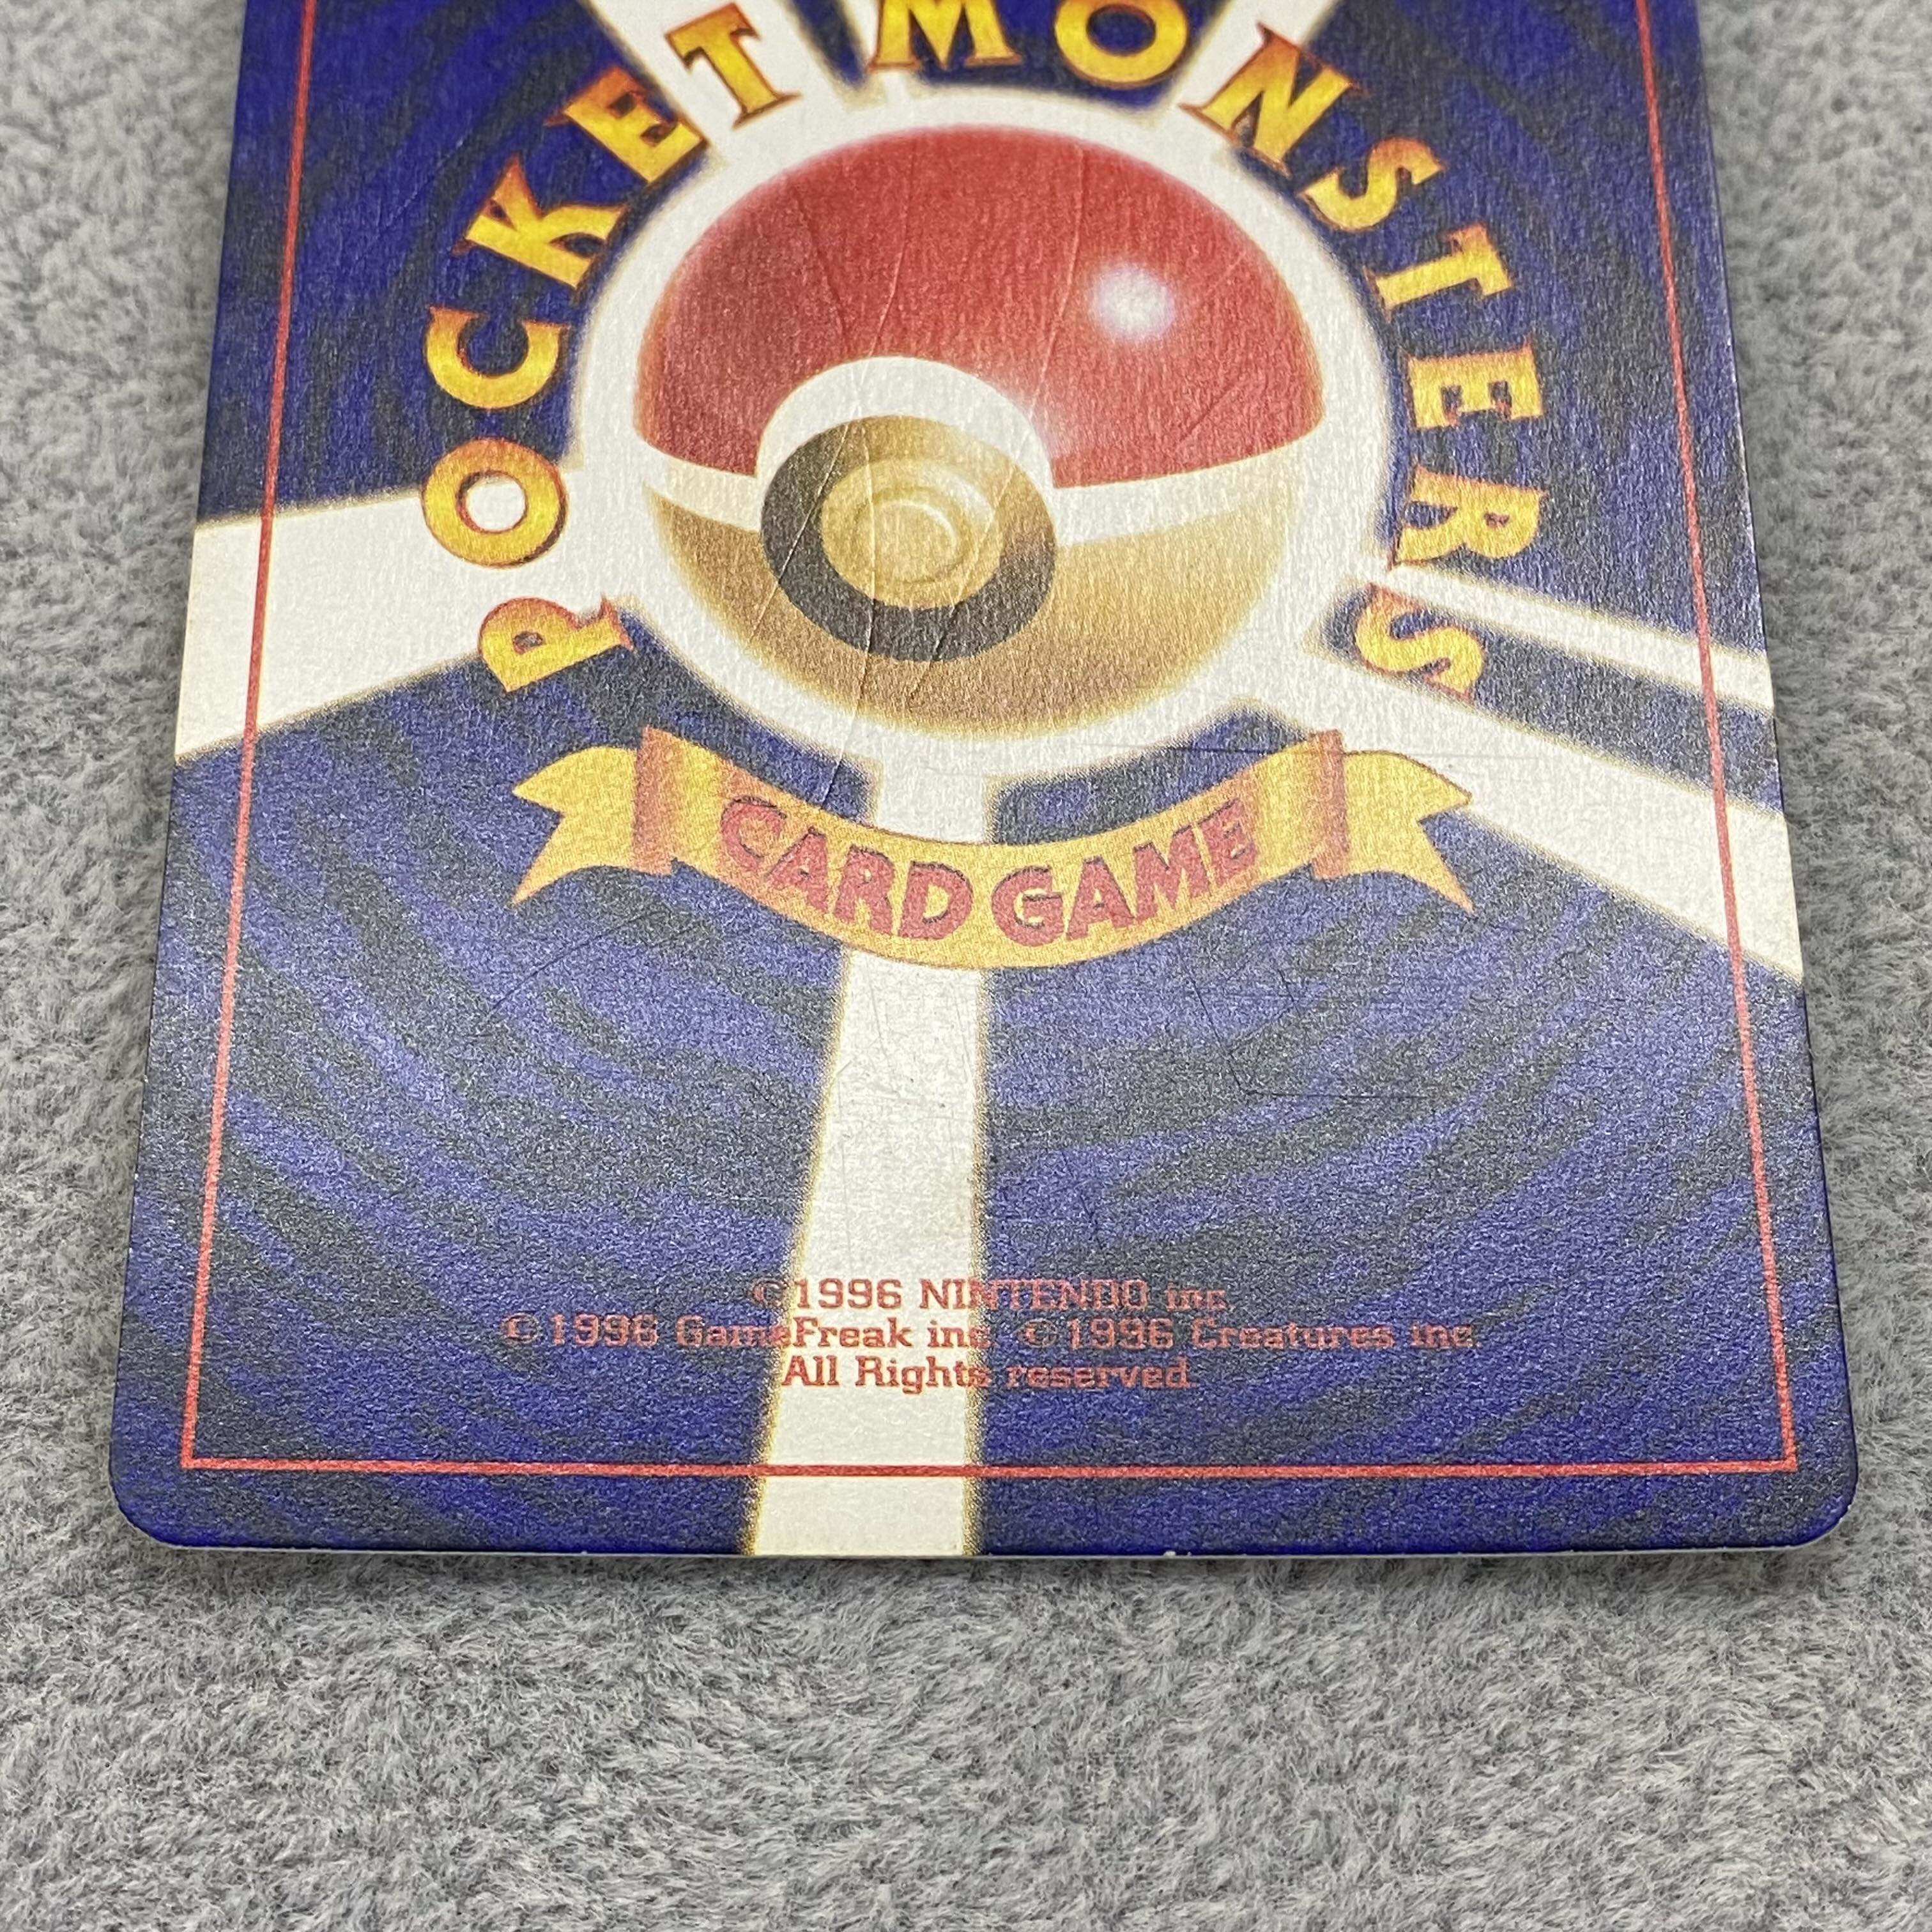 POCKET MONSTERS
CARD GAME
©1996 NINTENDO inc.
©1996 GameFreak inc. ©1996 Creatures inc.
All Rights reserved